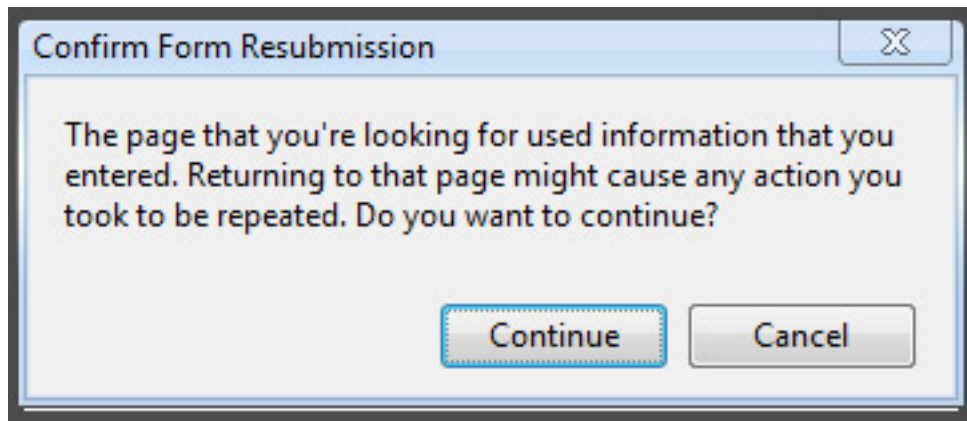 Confirm Form Resubmission
The page that you're looking for used information that you
entered. Returning to that page might cause any action you
took to be repeated. Do you want to continue?
Continue
Cancel